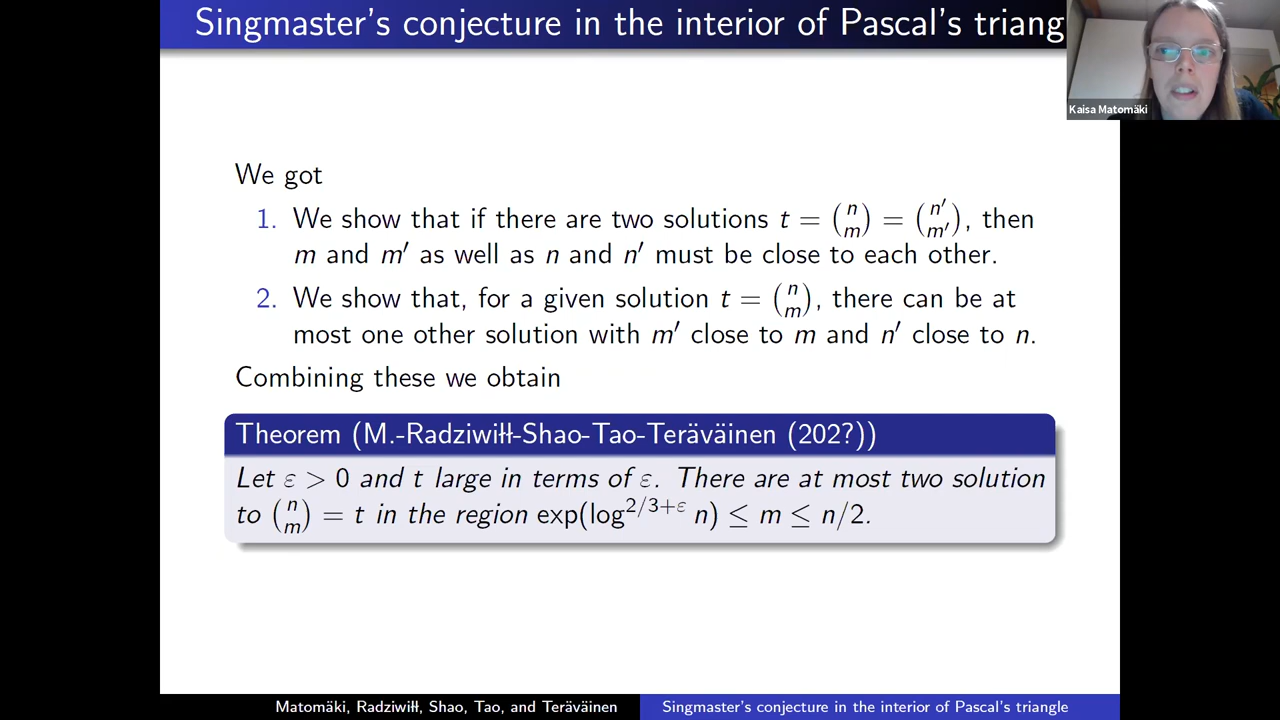 Singmaster's conjecture in the interior of Pascal's triang
Kaisa Matomäki
We got
1. We show that if there are two solutions t = (n m) = (n′ m′), then
m and m′ as well as n and n′ must be close to each other.
2. We show that, for a given solution t = (n m), there can be at
most one other solution with m′ close to m and n′ close to n.
Combining these we obtain
Theorem (M.-Radziwiłł-Shao-Tao-Teräväinen (202?))
Let ε > 0 and t large in terms of ε. There are at most two solution
to (n m) = t in the region exp(log^{2/3+ε} n) ≤ m ≤ n/2.
Matomäki, Radziwiłł, Shao, Tao, and Teräväinen
Singmaster's conjecture in the interior of Pascal's triangle